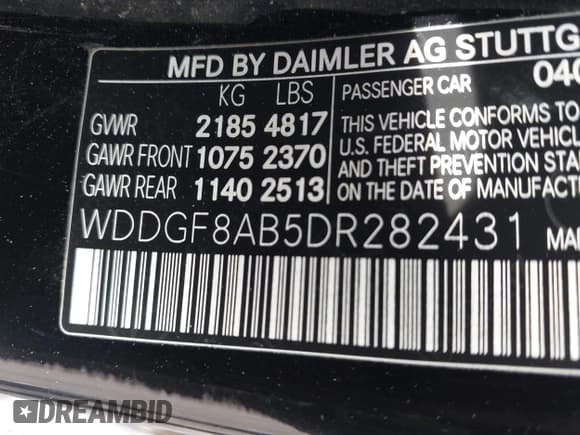 MFD BY DAIMLER AG STUTTG
KG LBS
GVWR 2185 4817
GAWR FRONT 1075 2370
GAWR REAR 1140 2513
PASSENGER CAR 040
THIS VEHICLE CONFORMS TO
U.S. FEDERAL MOTOR VEHICL
AND THEFT PREVENTION STA
ON THE DATE OF MANUFACT
WDDGF8AB5DR282431 MA
DREAMBID